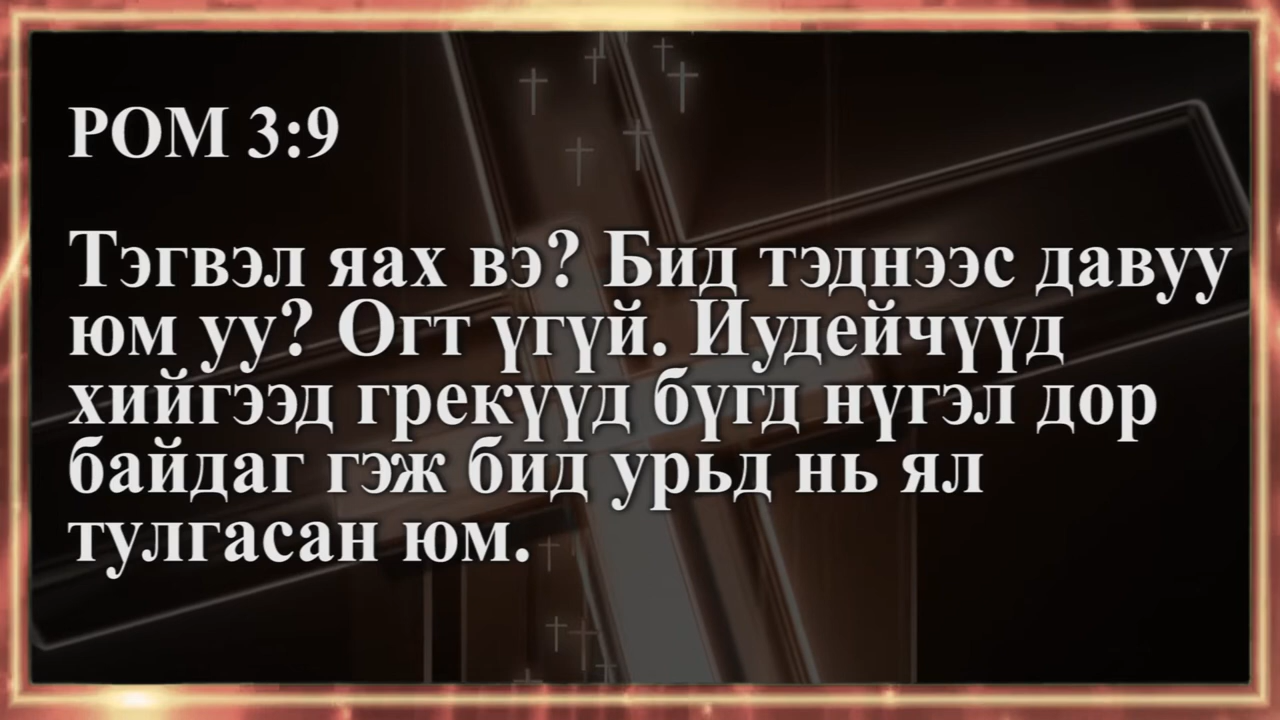 РОМ 3:9
Тэгвэл яах вэ? Бид тэднээс давуу
юм уу? Огт үгүй. Иудейчүүд
хийгээд грекүүд бүгд нүгэл дор
байдаг гэж бид урьд нь ял
тулгасан юм.